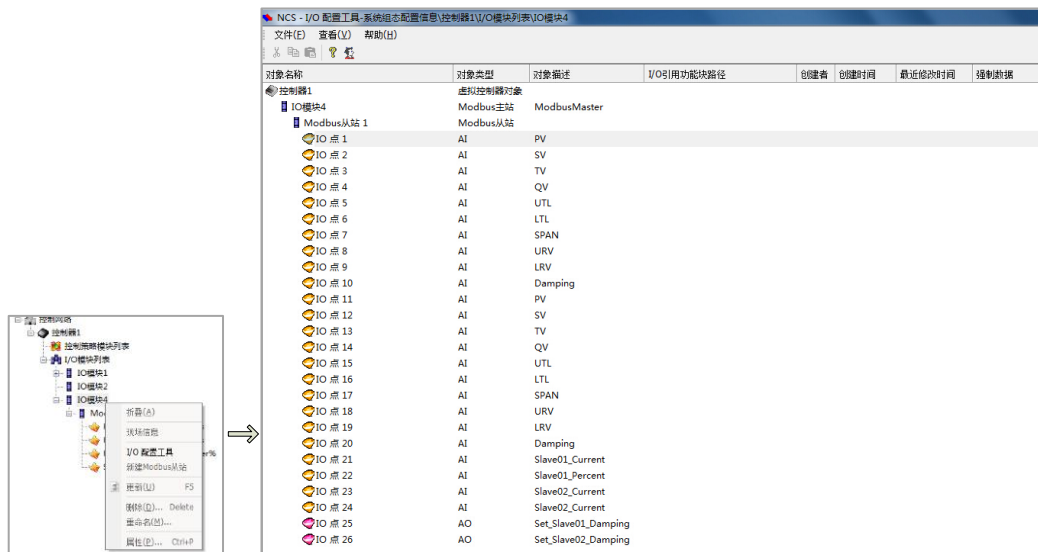 NCS - I/O 配置工具-系统组态配置信息\控制器1\I/O模块列表\IO模块4
文件(F) 查看(V) 帮助(H)
对象名称 对象类型 对象描述 I/O引用功能块路径 创建者 创建时间 最近修改时间 强制数据
控制器1 虚拟控制器对象
IO模块4 Modbus主站 ModbusMaster
Modbus从站 1 Modbus从站
IO 点 1 AI PV
IO 点 2 AI SV
IO 点 3 AI TV
IO 点 4 AI QV
IO 点 5 AI UTL
IO 点 6 AI LTL
IO 点 7 AI SPAN
IO 点 8 AI URV
IO 点 9 AI LRV
IO 点 10 AI Damping
IO 点 11 AI PV
IO 点 12 AI SV
IO 点 13 AI TV
IO 点 14 AI QV
IO 点 15 AI UTL
IO 点 16 AI LTL
IO 点 17 AI SPAN
IO 点 18 AI URV
IO 点 19 AI LRV
IO 点 20 AI Damping
IO 点 21 AI Slave01_Current
IO 点 22 AI Slave01_Percent
IO 点 23 AI Slave02_Current
IO 点 24 AI Slave02_Current
IO 点 25 AO Set_Slave01_Damping
IO 点 26 AO Set_Slave02_Damping
控制网络
控制器1
控制策略模块列表
I/O模块列表
IO模块1
IO模块2
IO模块4
Mo
折叠(A)
现场信息
I/O 配置工具
er%
新建Modbus从站
更新(U) F5
删除(D)... Delete
重命名(M)...
属性(P)... Ctrl+P